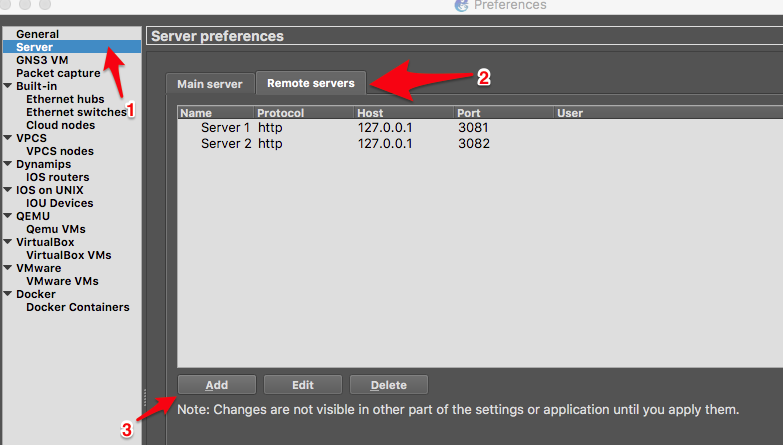 Preferences
General
Server
GNS3 VM
Packet capture
Built-in
Ethernet hubs
Ethernet switches
Cloud nodes
VPCS
VPCS nodes
Dynamips
IOS routers
IOS on UNIX
IOU Devices
QEMU
Qemu VMs
VirtualBox
VirtualBox VMs
VMware
VMware VMs
Docker
Docker Containers
1
Server preferences
Main server Remote servers
2
Name Protocol Host Port User
Server 1 http 127.0.0.1 3081
Server 2 http 127.0.0.1 3082
Add Edit Delete
3
Note: Changes are not visible in other part of the settings or application until you apply them.